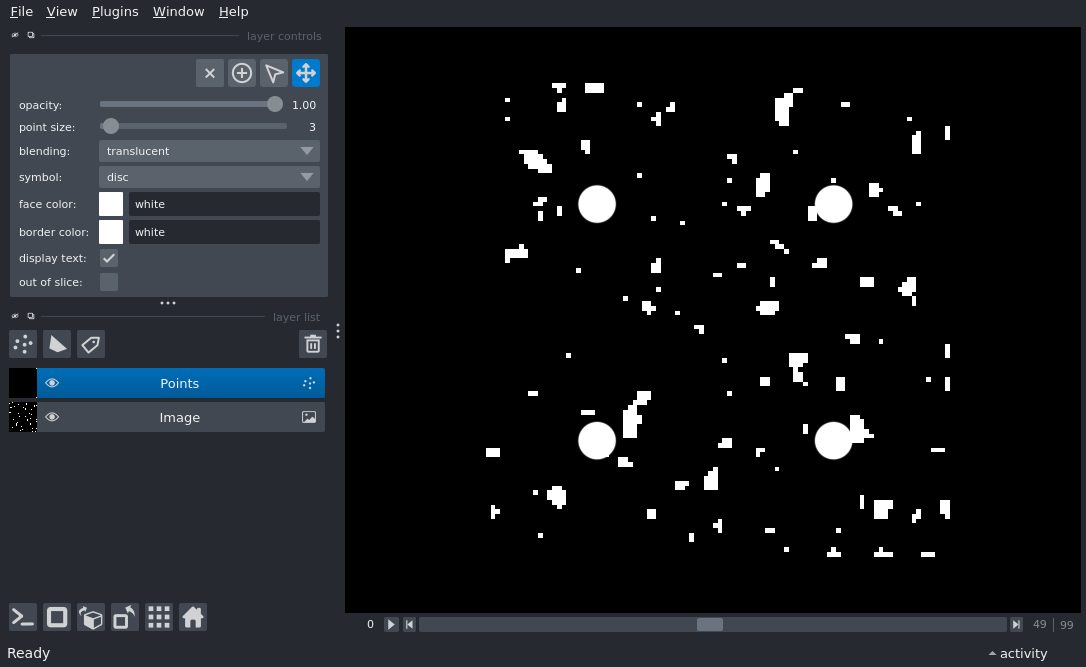 File View Plugins Window Help
layer controls
opacity: 1.00
point size: 3
blending: translucent
symbol: disc
face color: white
border color: white
display text:
out of slice:
layer list
Points
Image
0 49 99
Ready activity